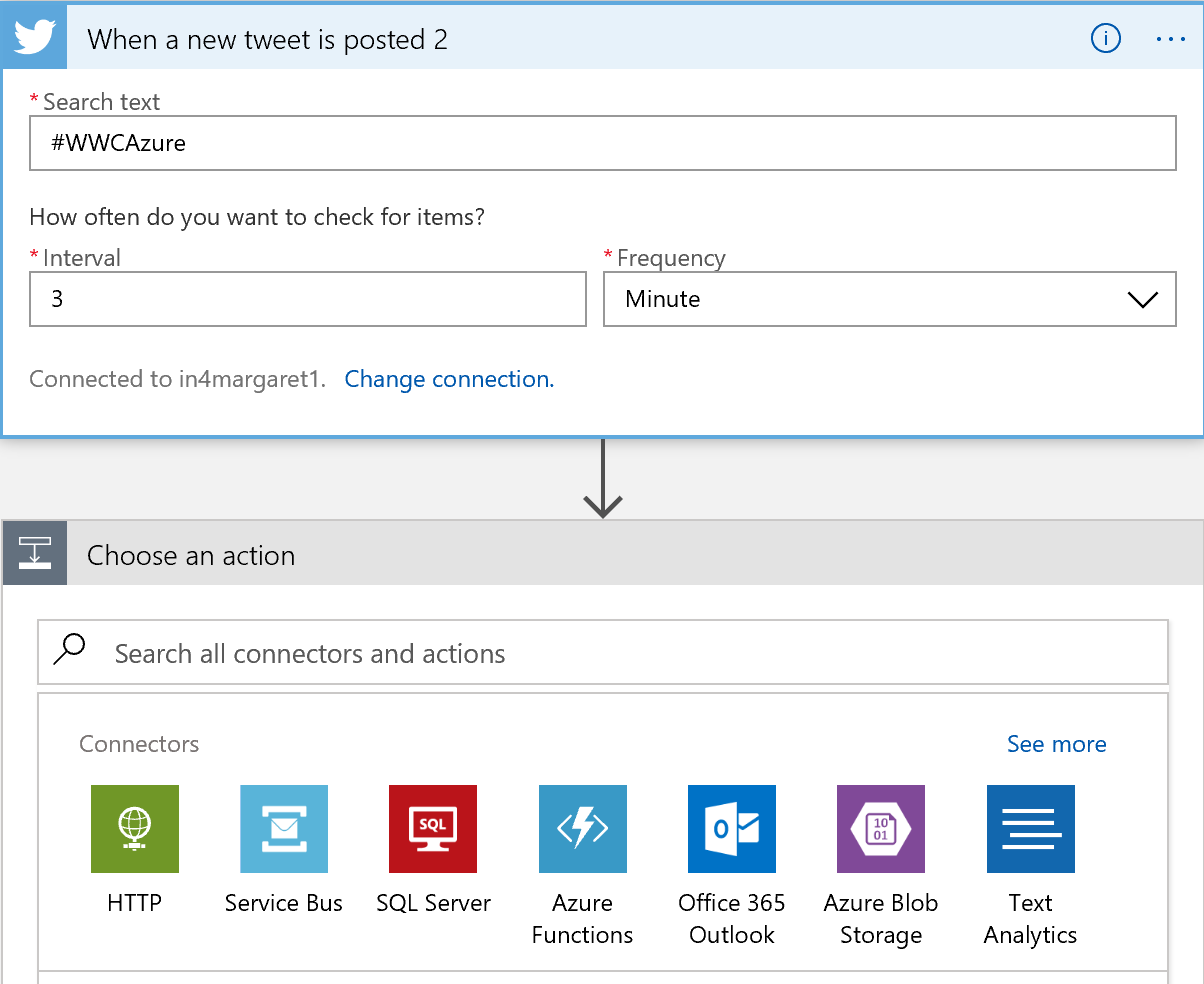 When a new tweet is posted 2
i
* Search text
#WWCAzure
How often do you want to check for items?
* Interval
* Frequency
3
Minute
Connected to in4margaret1. Change connection.
Choose an action
Search all connectors and actions
Connectors
See more
SQL
O
10
01
HTTP
Service Bus
SQL Server
Azure
Functions
Office 365
Outlook
Azure Blob
Storage
Text
Analytics